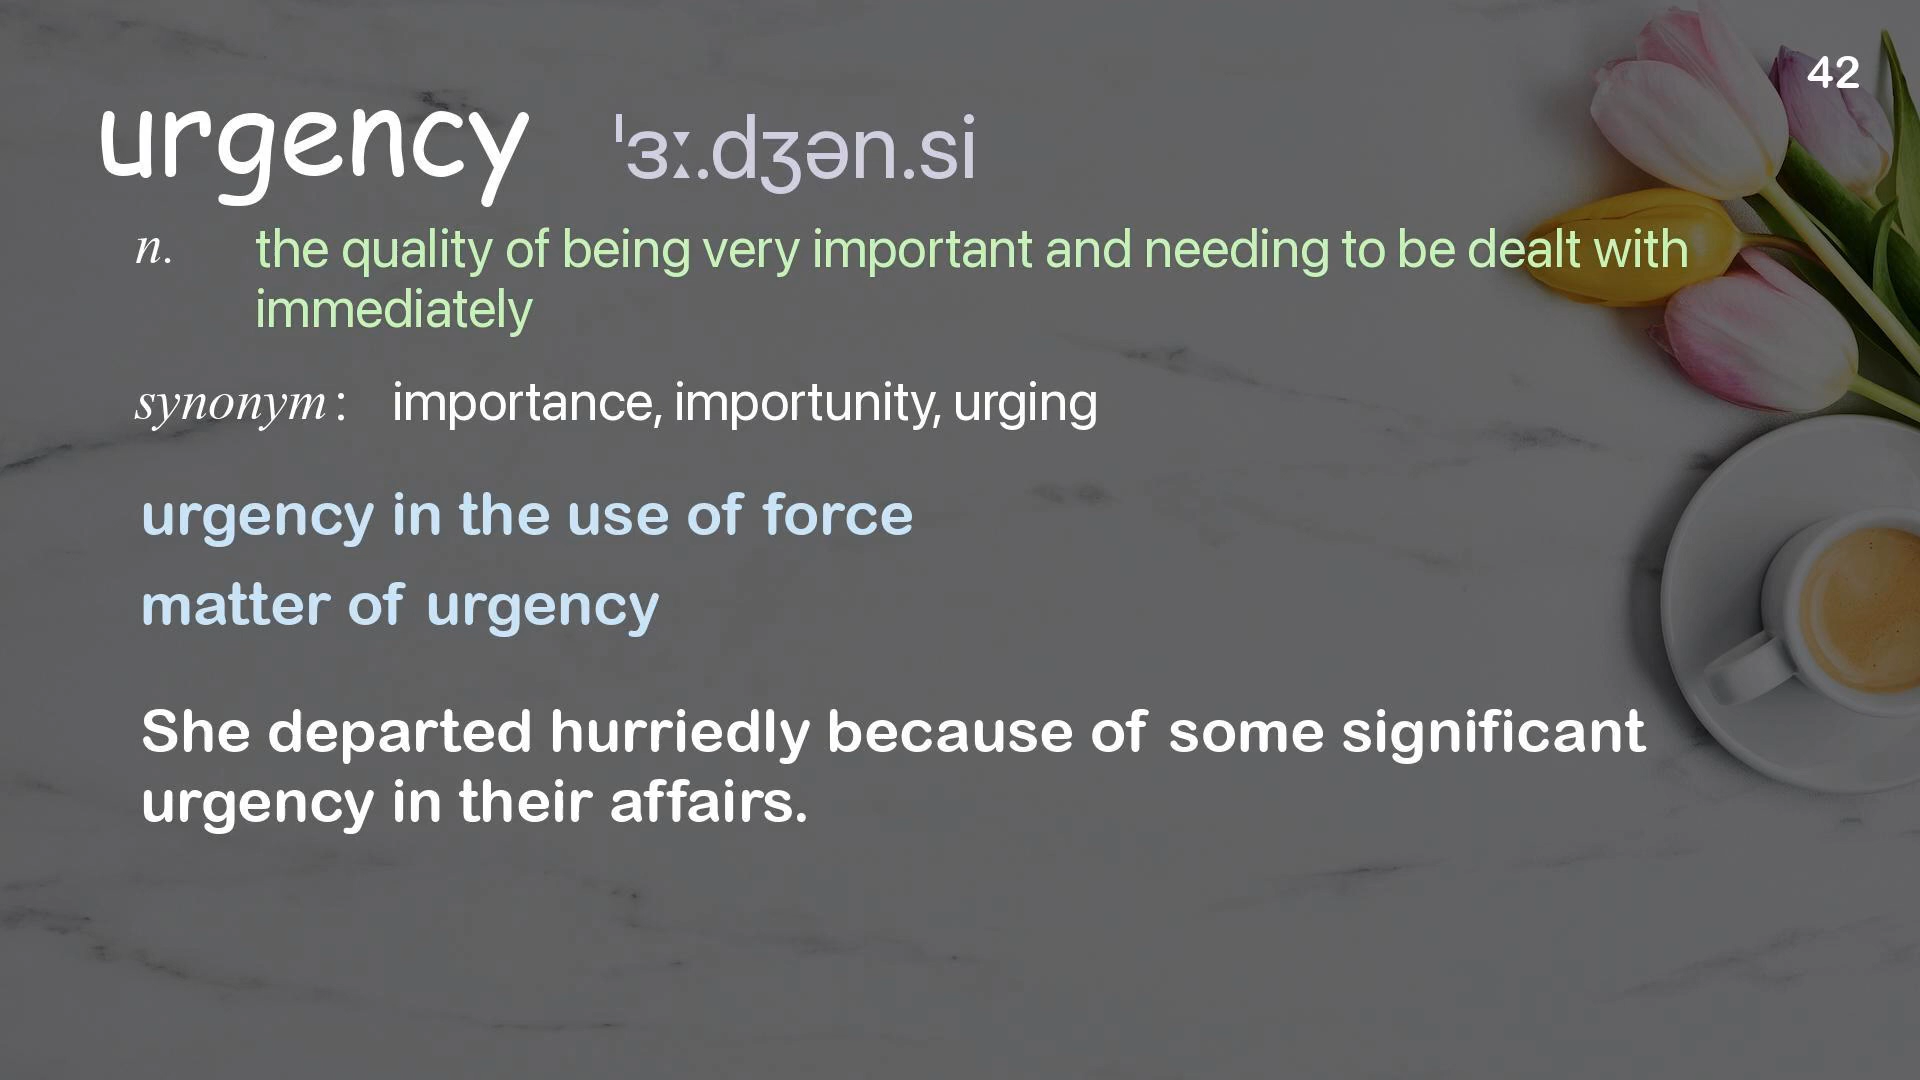 42
urgency ˈɜː.dʒən.si
n. the quality of being very important and needing to be dealt with
immediately
synonym : importance, importunity, urging
urgency in the use of force
matter of urgency
She departed hurriedly because of some significant
urgency in their affairs.